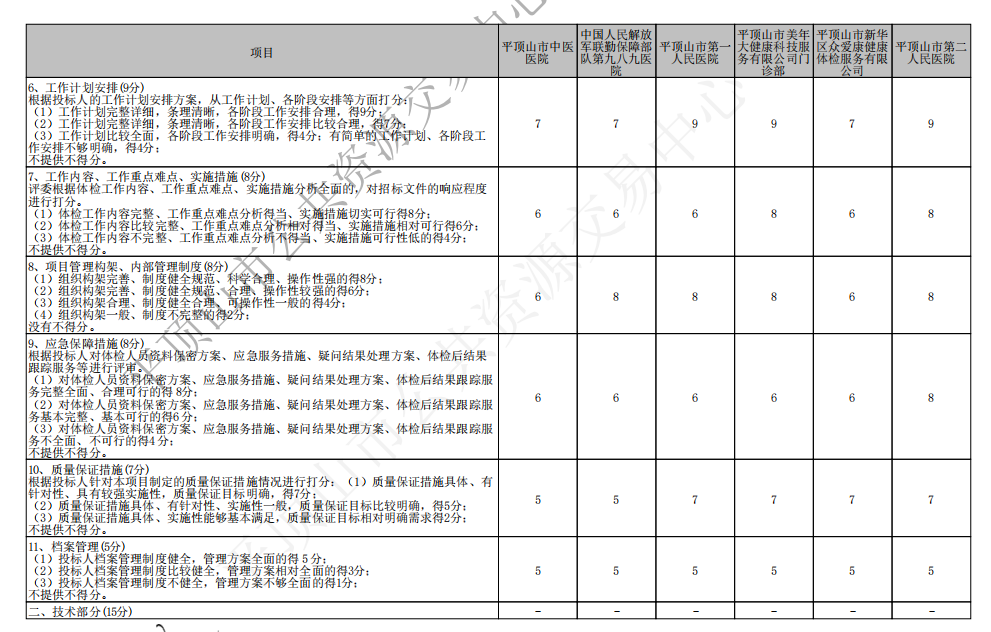 项目
平顶山市中医
医院
中国人民解放
军联勤保障部
队第九八九医
院
平顶山市第一
人民医院
平顶山市美年
大健康科技服
务有限公司门
诊部
平顶山市新华
区众爱康健康
体检服务有限
公司
平顶山市第二
人民医院
6、工作计划安排(9分)
根据投标人的工作计划安排方案，从工作计划、各阶段安排等方面打分：
（1）工作计划完整详细，条理清晰，各阶段工作安排合理，得9分；
（2）工作计划完整详细，条理清晰，各阶段工作安排比较合理，得7分；
（3）工作计划比较全面，各阶段工作安排明确，得4分；有简单的工作计划、各阶段工
作安排不够明确，得4分；
不提供不得分。
7 7 9 9 7 9
7、工作内容、工作重点难点、实施措施(8分)
评委根据体检工作内容、工作重点难点、实施措施分析全面的，对招标文件的响应程度
进行打分。
（1）体检工作内容完整、工作重点难点分析得当、实施措施切实可行得8分；
（2）体检工作内容比较完整、工作重点难点分析相对得当、实施措施相对可行得6分；
（3）体检工作内容不完整、工作重点难点分析不得当、实施措施可行性低的得4分；
不提供不得分。
6 6 6 8 6 8
8、项目管理构架、内部管理制度(8分)
（1）组织构架完善、制度健全规范、科学合理、操作性强的得8分；
（2）组织构架完善、制度健全规范、合理、操作性较强的得6分；
（3）组织构架合理、制度健全合理、可操作性一般的得4分；
（4）组织构架一般、制度不完整的得2分；
没有不得分。
6 8 8 8 6 8
9、应急保障措施(8分)
根据投标人对体检人员资料保密方案、应急服务措施、疑问结果处理方案、体检后结果
跟踪服务等进行评审。
（1）对体检人员资料保密方案、应急服务措施、疑问结果处理方案、体检后结果跟踪服
务完整全面、合理可行的得 8分；
（2）对体检人员资料保密方案、应急服务措施、疑问结果处理方案、体检后结果跟踪服
务基本完整、基本可行的得6 分；
（3）对体检人员资料保密方案、应急服务措施、疑问结果处理方案、体检后结果跟踪服
务不全面、不可行的得4 分；
不提供不得分。
6 6 6 6 6 8
10、质量保证措施(7分)
根据投标人针对本项目制定的质量保证措施情况进行打分：（1）质量保证措施具体、有
针对性、具有较强实施性，质量保证目标明确，得7分；
（2）质量保证措施具体、有针对性、实施性一般，质量保证目标比较明确，得5分；
（3）质量保证措施具体、实施性能够基本满足，质量保证目标相对明确需求得2分；
不提供不得分。
5 5 7 7 7 7
11、档案管理(5分)
（1）投标人档案管理制度健全，管理方案全面的得 5 分；
（2）投标人档案管理制度比较健全，管理方案相对全面的得3分；
（3）投标人档案管理制度不健全，管理方案不够全面的得1分；
不提供不得分。
5 5 5 5 5 5
二、技术部分(15分)
- - - - - -
平顶山市公共资源交易中心
平顶山市公共资源交易中心